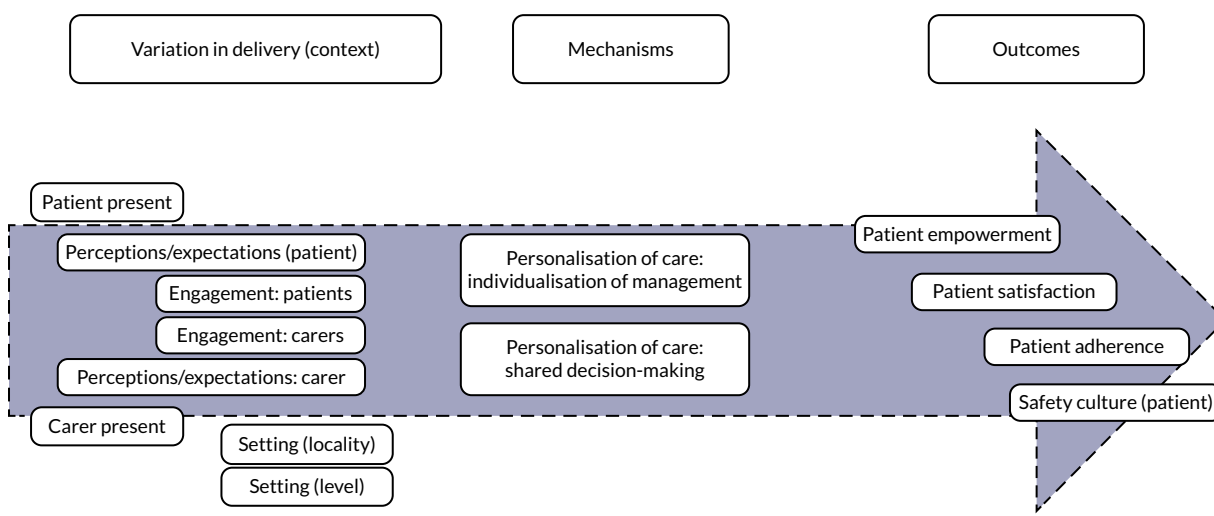 Variation in delivery (context)
Mechanisms
Outcomes
Patient present
Perceptions/expectations (patient)
Engagement: patients
Engagement: carers
Perceptions/expectations: carer
Carer present
Setting (locality)
Setting (level)
Personalisation of care:
individualisation of management
Personalisation of care:
shared decision-making
Patient empowerment
Patient satisfaction
Patient adherence
Safety culture (patient)